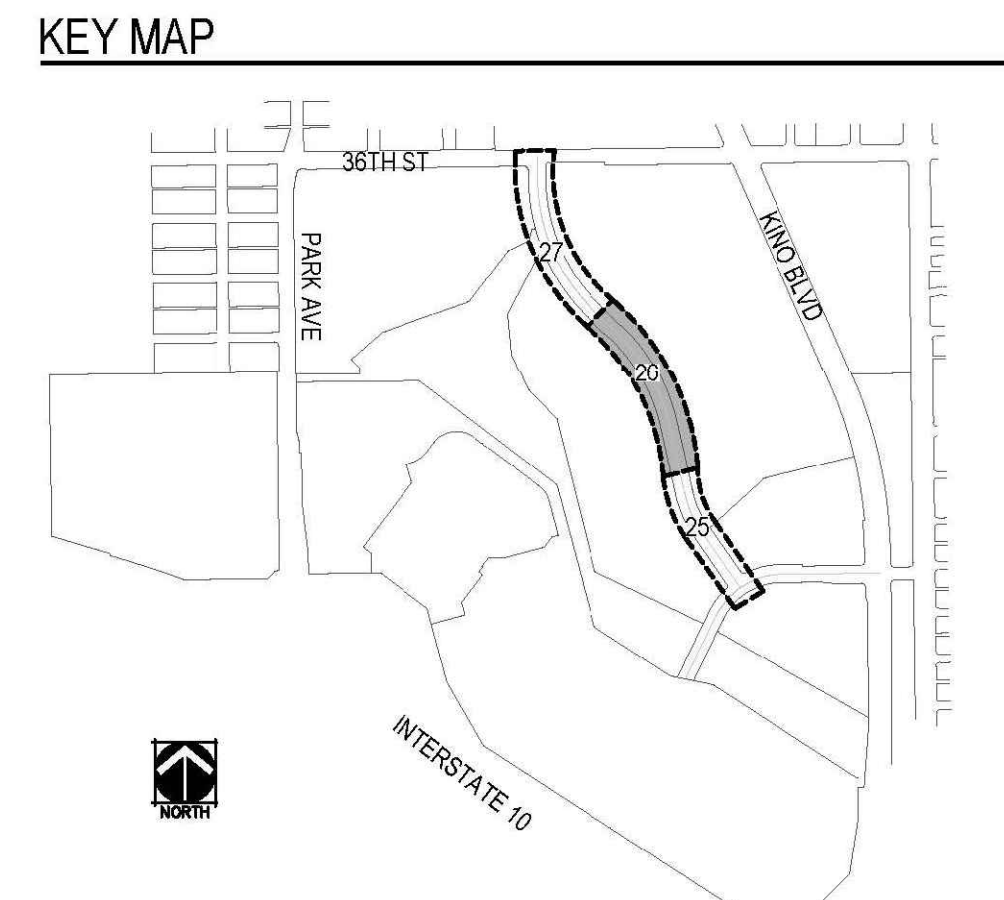 KEY MAP
36TH ST
27
PARK AVE
KINO BLVD
26
25
INTERSTATE 10
NORTH